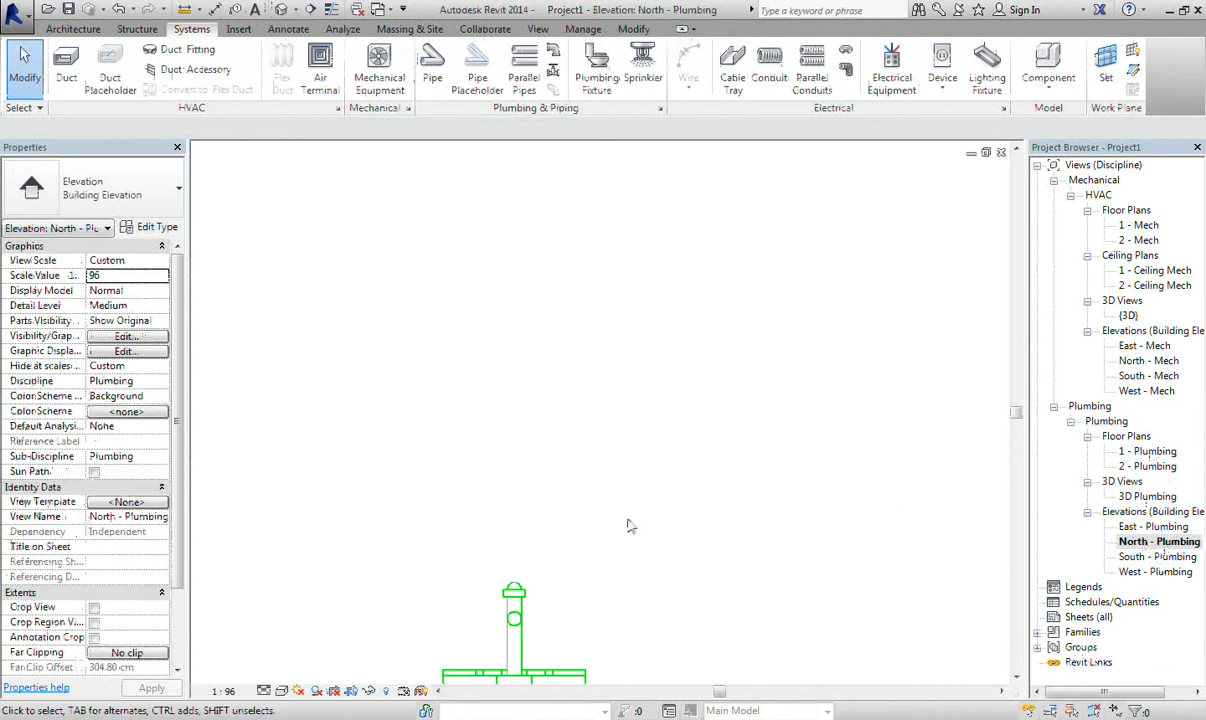 Autodesk Revit 2014 - Project1 - Elevation: North - Plumbing
Type a keyword or phrase
Sign In
Architecture Structure Systems Insert Annotate Analyze Massing & Site Collaborate View Manage Modify
Modify
Duct
Duct Placeholder
Duct Fitting
Duct Accessory
Convert to Flex Duct
Flex Duct
Air Terminal
Mechanical Equipment
Pipe
Pipe Placeholder
Parallel Pipes
Plumbing Fixture
Sprinkler
Wire
Cable Tray
Conduit
Parallel Conduits
Electrical Equipment
Device
Lighting Fixture
Component
Set
Select HVAC Mechanical Plumbing & Piping Electrical Model Work Plane
Properties
Elevation
Building Elevation
Elevation: North - Plu
Edit Type
Graphics
View Scale Custom
Scale Value 1: 96
Display Model Normal
Detail Level Medium
Parts Visibility Show Original
Visibility/Grap... Edit...
Graphic Displa... Edit...
Hide at scales... Custom
Discipline Plumbing
Color Scheme ... Background
Color Scheme <none>
Default Analysi... None
Reference Label
Sub-Discipline Plumbing
Sun Path
Identity Data
View Template <None>
View Name North - Plumbing
Dependency Independent
Title on Sheet
Referencing Sh...
Referencing D...
Extents
Crop View
Crop Region Vi...
Annotation Crop
Far Clipping No clip
Far Clip Offset 304.80 cm
Properties help
Apply
1 : 96
Project Browser - Project1
Views (Discipline)
Mechanical
HVAC
Floor Plans
1 - Mech
2 - Mech
Ceiling Plans
1 - Ceiling Mech
2 - Ceiling Mech
3D Views
{3D}
Elevations (Building Ele
East - Mech
North - Mech
South - Mech
West - Mech
Plumbing
Plumbing
Floor Plans
1 - Plumbing
2 - Plumbing
3D Views
3D Plumbing
Elevations (Building Ele
East - Plumbing
North - Plumbing
South - Plumbing
West - Plumbing
Legends
Schedules/Quantities
Sheets (all)
Families
Groups
Revit Links
Click to select, TAB for alternates, CTRL adds, SHIFT unselects.
:0
Main Model
:0